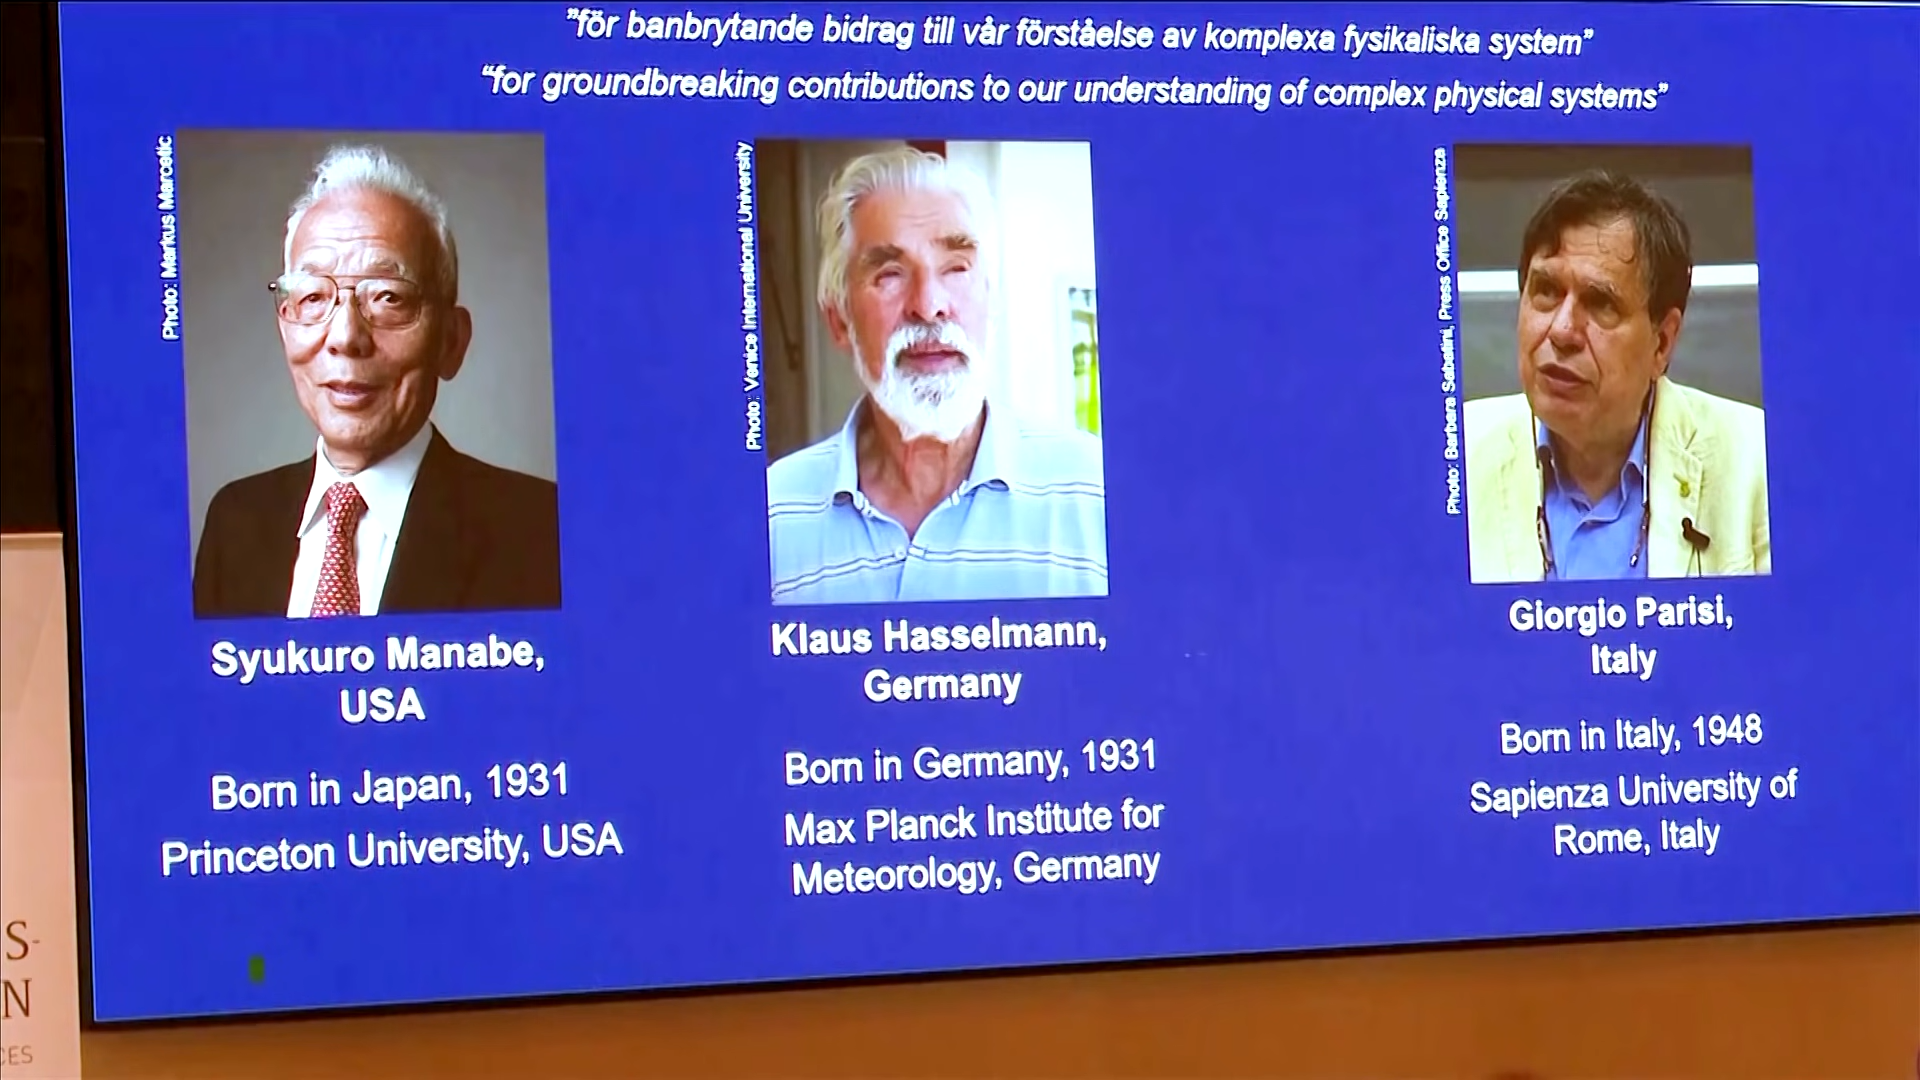 ”för banbrytande bidrag till vår förståelse av komplexa fysikaliska system”
“for groundbreaking contributions to our understanding of complex physical systems”
Photo: Markus Marcetic
Photo: Venice International University
Photo: Barbara Sabatini, Press Office Sapienza
Syukuro Manabe,
USA
Born in Japan, 1931
Princeton University, USA
Klaus Hasselmann,
Germany
Born in Germany, 1931
Max Planck Institute for
Meteorology, Germany
Giorgio Parisi,
Italy
Born in Italy, 1948
Sapienza University of
Rome, Italy
S-
N
CES